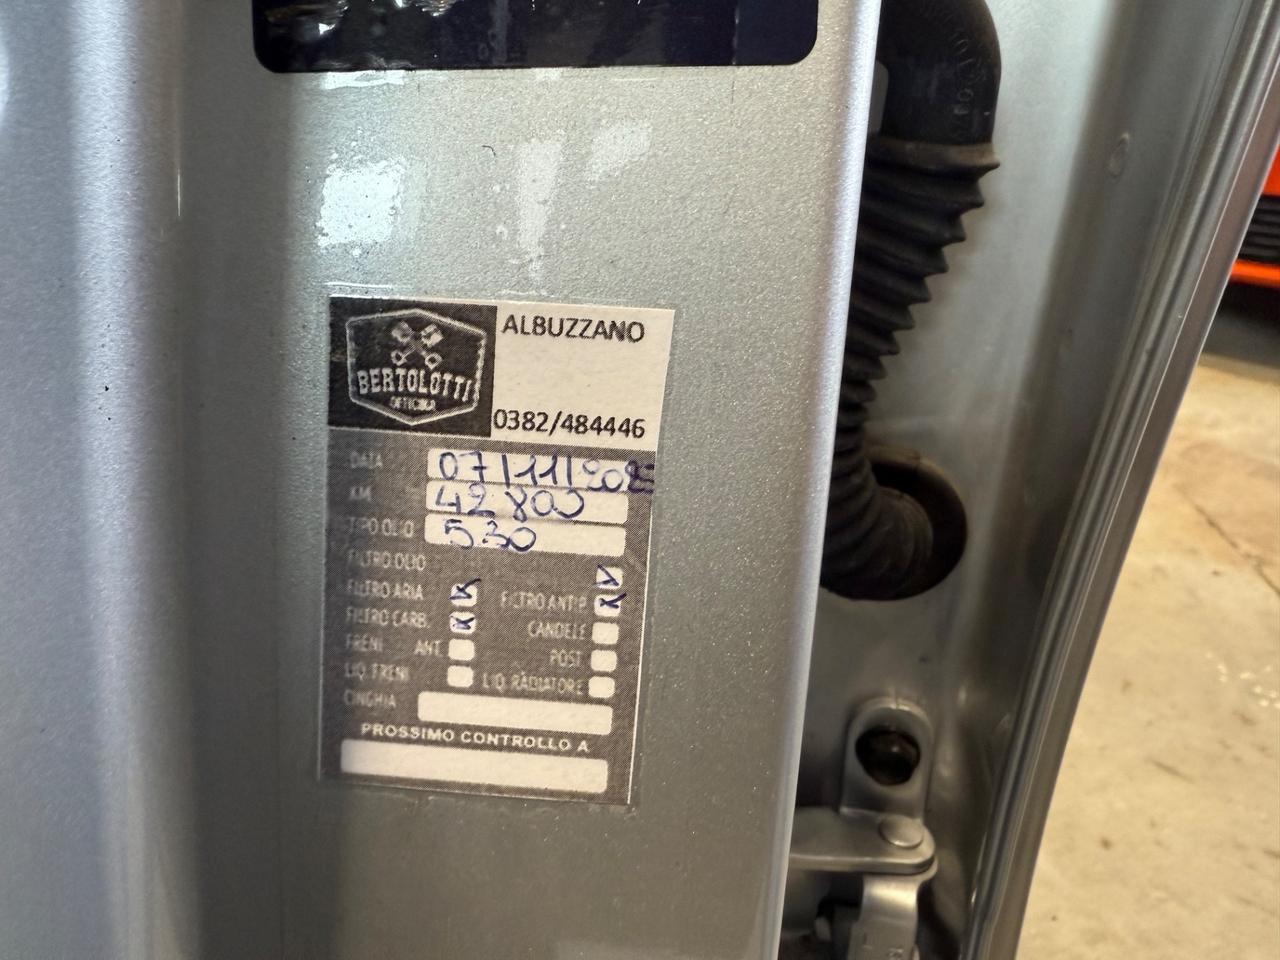 BERTOLOTTI
OFFICINA
ALBUZZANO
0382/484446
DATA 07/11/2025
KM 42800
TIPO OLIO 5.30
FILTRO OLIO
FILTRO ARIA FILTRO ANTIP.
FILTRO CARB. CANDELE
FRENI ANT. POST
LIQ. FRENI LIQ. RADIATORE
CINGHIA
PROSSIMO CONTROLLO A